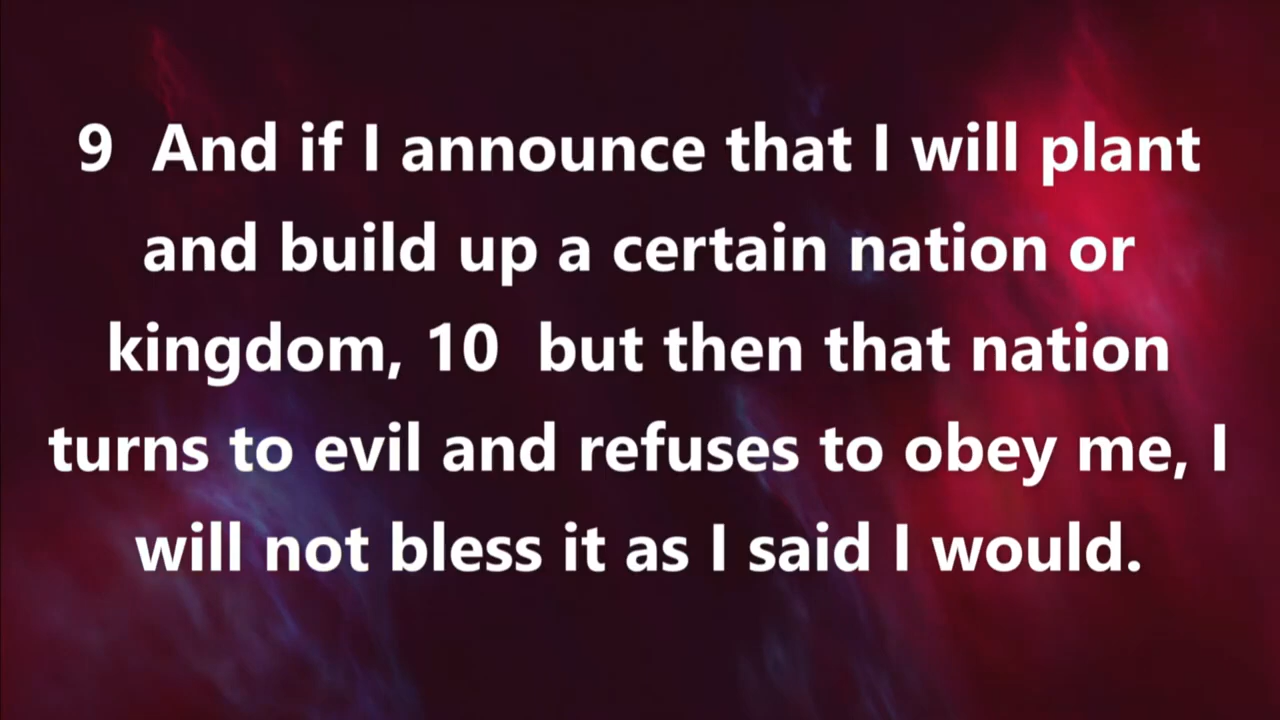 9  And if I announce that I will plant
and build up a certain nation or
kingdom, 10  but then that nation
turns to evil and refuses to obey me, I
will not bless it as I said I would.